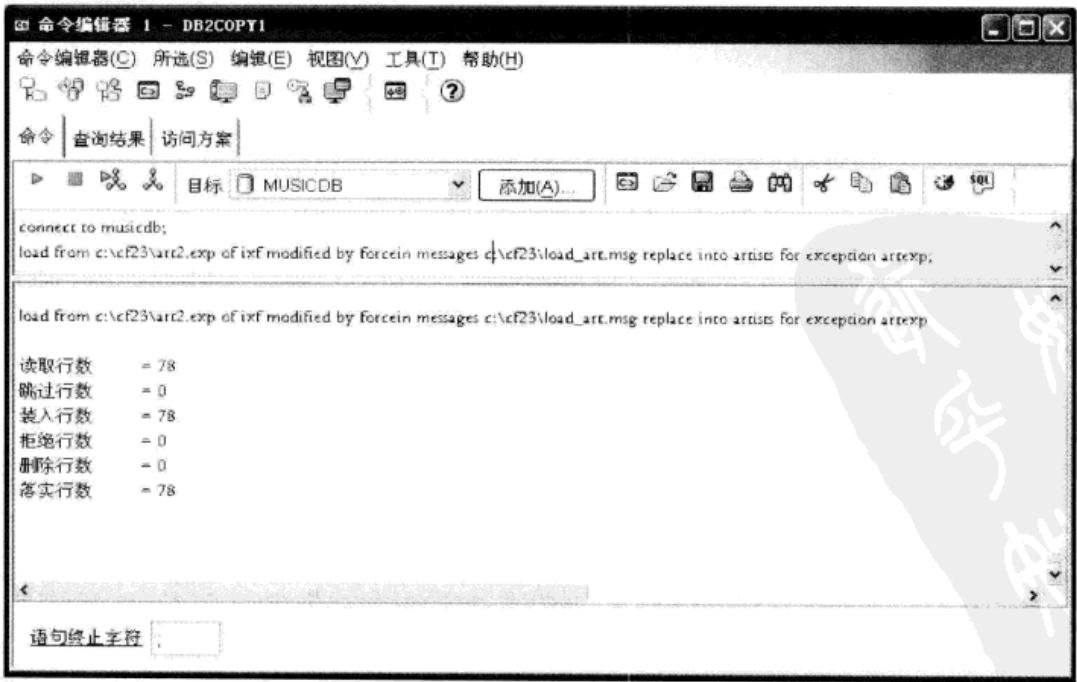 命令编辑器 1 - DB2COPY1
命令编辑器(C) 所选(S) 编辑(E) 视图(V) 工具(T) 帮助(H)
命令 查询结果 访问方案
目标 MUSICDB 添加(A)... SQL
connect to musicdb;
load from c:\cf23\art2.exp of ixf modified by forcein messages c:\cf23\load_art.msg replace into artists for exception artexp;
load from c:\cf23\art2.exp of ixf modified by forcein messages c:\cf23\load_art.msg replace into artists for exception artexp
读取行数 = 78
跳过行数 = 0
装入行数 = 78
拒绝行数 = 0
删除行数 = 0
落实行数 = 78
语句终止字符 ;